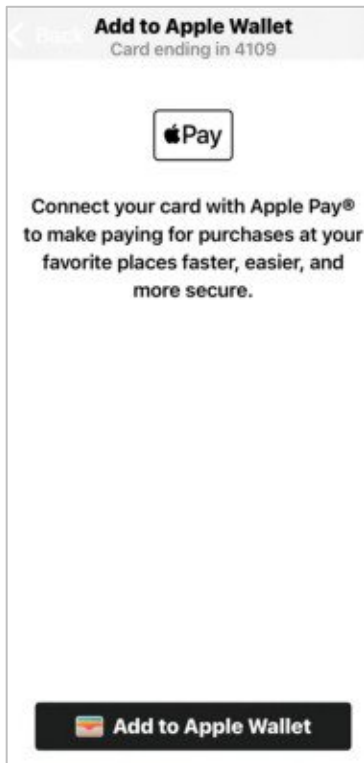 Back
Add to Apple Wallet
Card ending in 4109
Pay
Connect your card with Apple Pay®
to make paying for purchases at your
favorite places faster, easier, and
more secure.
Add to Apple Wallet